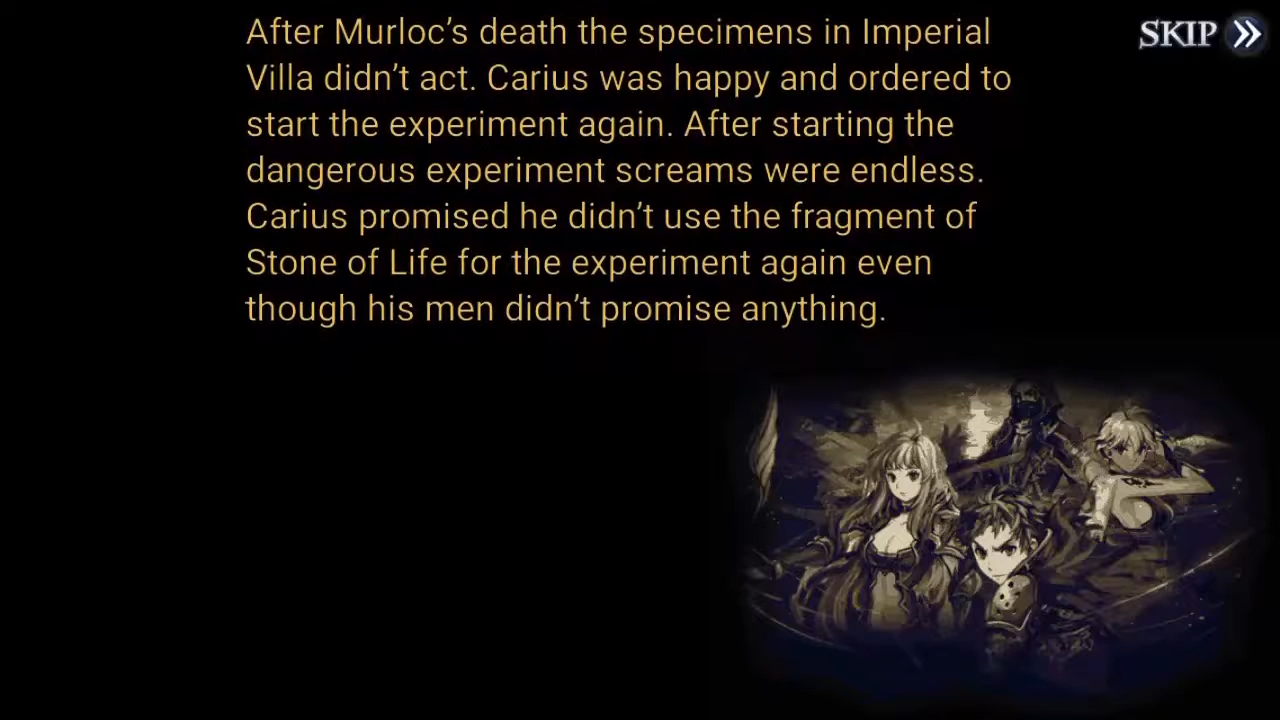 After Murloc’s death the specimens in Imperial
Villa didn’t act. Carius was happy and ordered to
start the experiment again. After starting the
dangerous experiment screams were endless.
Carius promised he didn’t use the fragment of
Stone of Life for the experiment again even
though his men didn’t promise anything.
SKIP